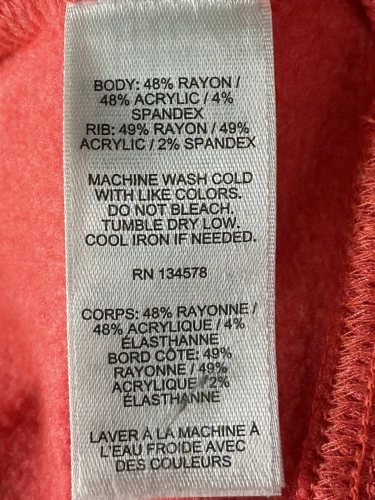 BODY: 48% RAYON /
48% ACRYLIC / 4%
SPANDEX
RIB: 49% RAYON / 49%
ACRYLIC / 2% SPANDEX
MACHINE WASH COLD
WITH LIKE COLORS.
DO NOT BLEACH.
TUMBLE DRY LOW.
COOL IRON IF NEEDED.
RN 134578
CORPS: 48% RAYONNE /
48% ACRYLIQUE / 4%
ÉLASTHANNE
BORD CÔTE: 49%
RAYONNE / 49%
ACRYLIQUE / 2%
ÉLASTHANNE
LAVER À LA MACHINE À
L'EAU FROIDE AVEC
DES COULEURS